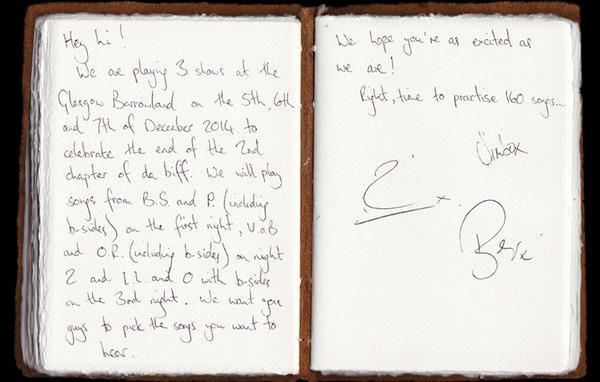 Hey hi!
We are playing 3 shows at the
Glasgow Barrowland on the 5th, 6th
and 7th of December 2014 to
celebrate the end of the 2nd
chapter of da biff. We will play
songs from B.S. and P. (including
b-sides) on the first night, V.o.B
and O.R. (including b-sides) on night
2 and I.L. and O with b-sides
on the 3rd night. We want you
guys to pick the songs you want to
hear.
We hope you're as excited as
we are!
Right, time to practise 160 songs...